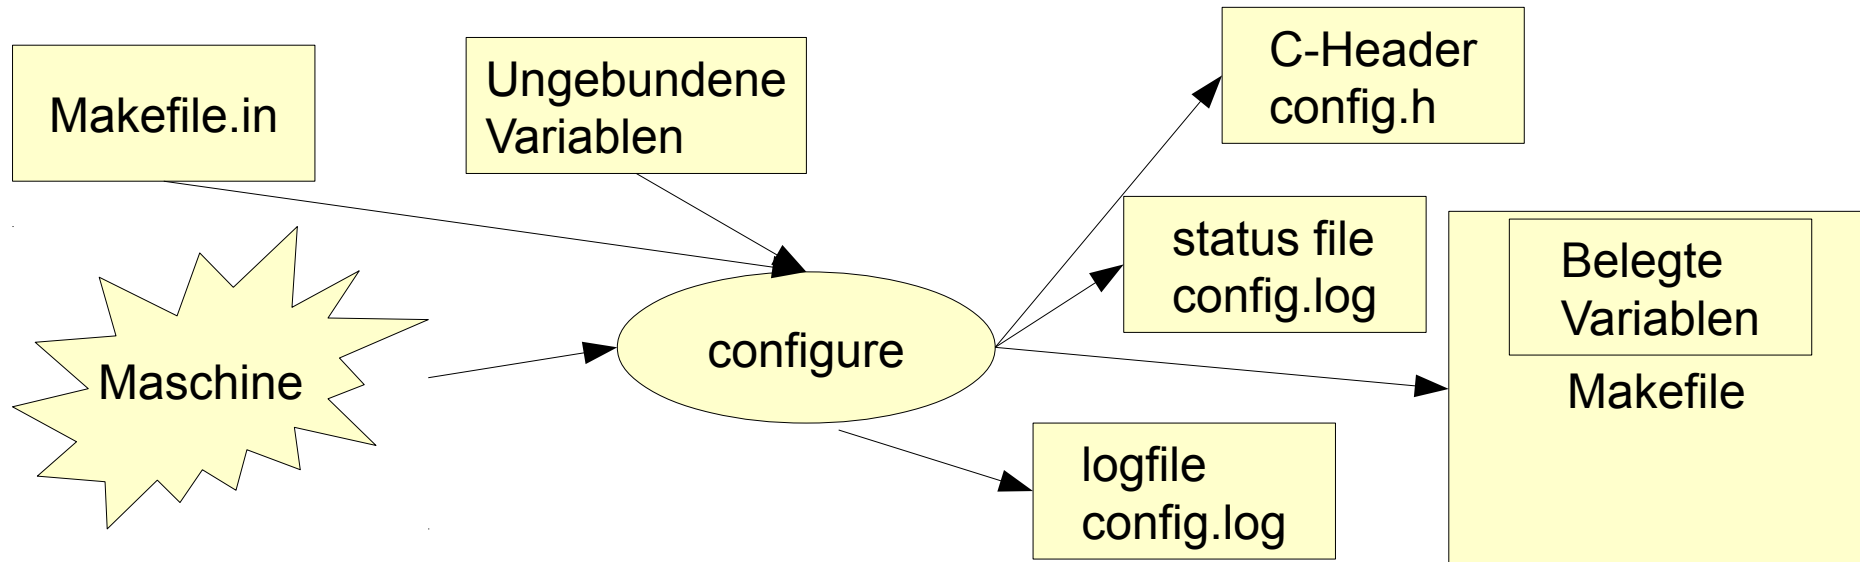 Makefile.in
Ungebundene
Variablen
C-Header
config.h
status file
config.log
Belegte
Variablen
Makefile
Maschine
configure
logfile
config.log